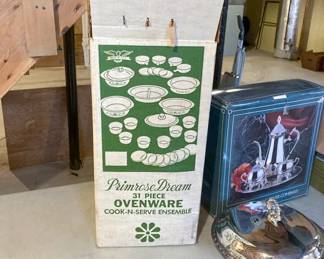 Primrose Dream
31 PIECE
OVENWARE
COOK-N-SERVE ENSEMBLE